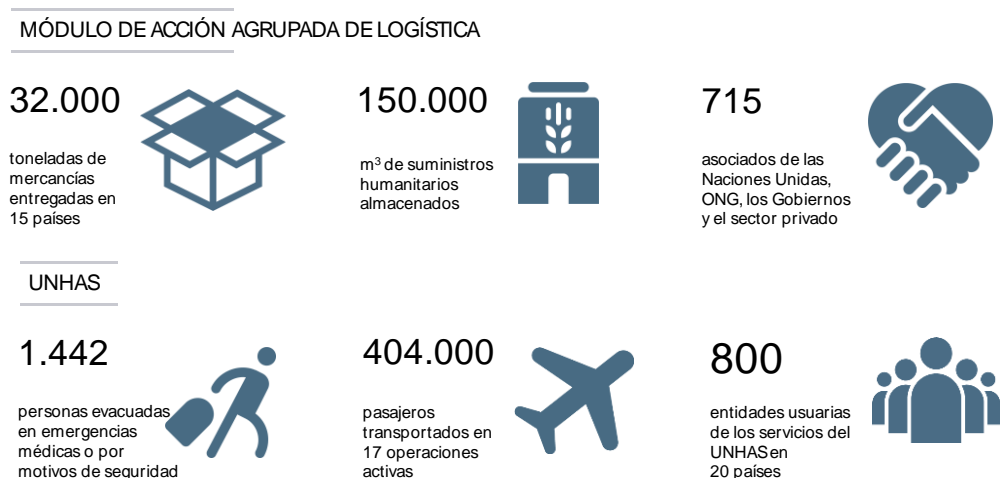 MÓDULO DE ACCIÓN AGRUPADA DE LOGÍSTICA
32.000
toneladas de
mercancías
entregadas en
15 países
150.000
m³ de suministros
humanitarios
almacenados
715
asociados de las
Naciones Unidas,
ONG, los Gobiernos
y el sector privado
UNHAS
1.442
personas evacuadas
en emergencias
médicas o por
motivos de seguridad
404.000
pasajeros
transportados en
17 operaciones
activas
800
entidades usuarias
de los servicios del
UNHAS en
20 países